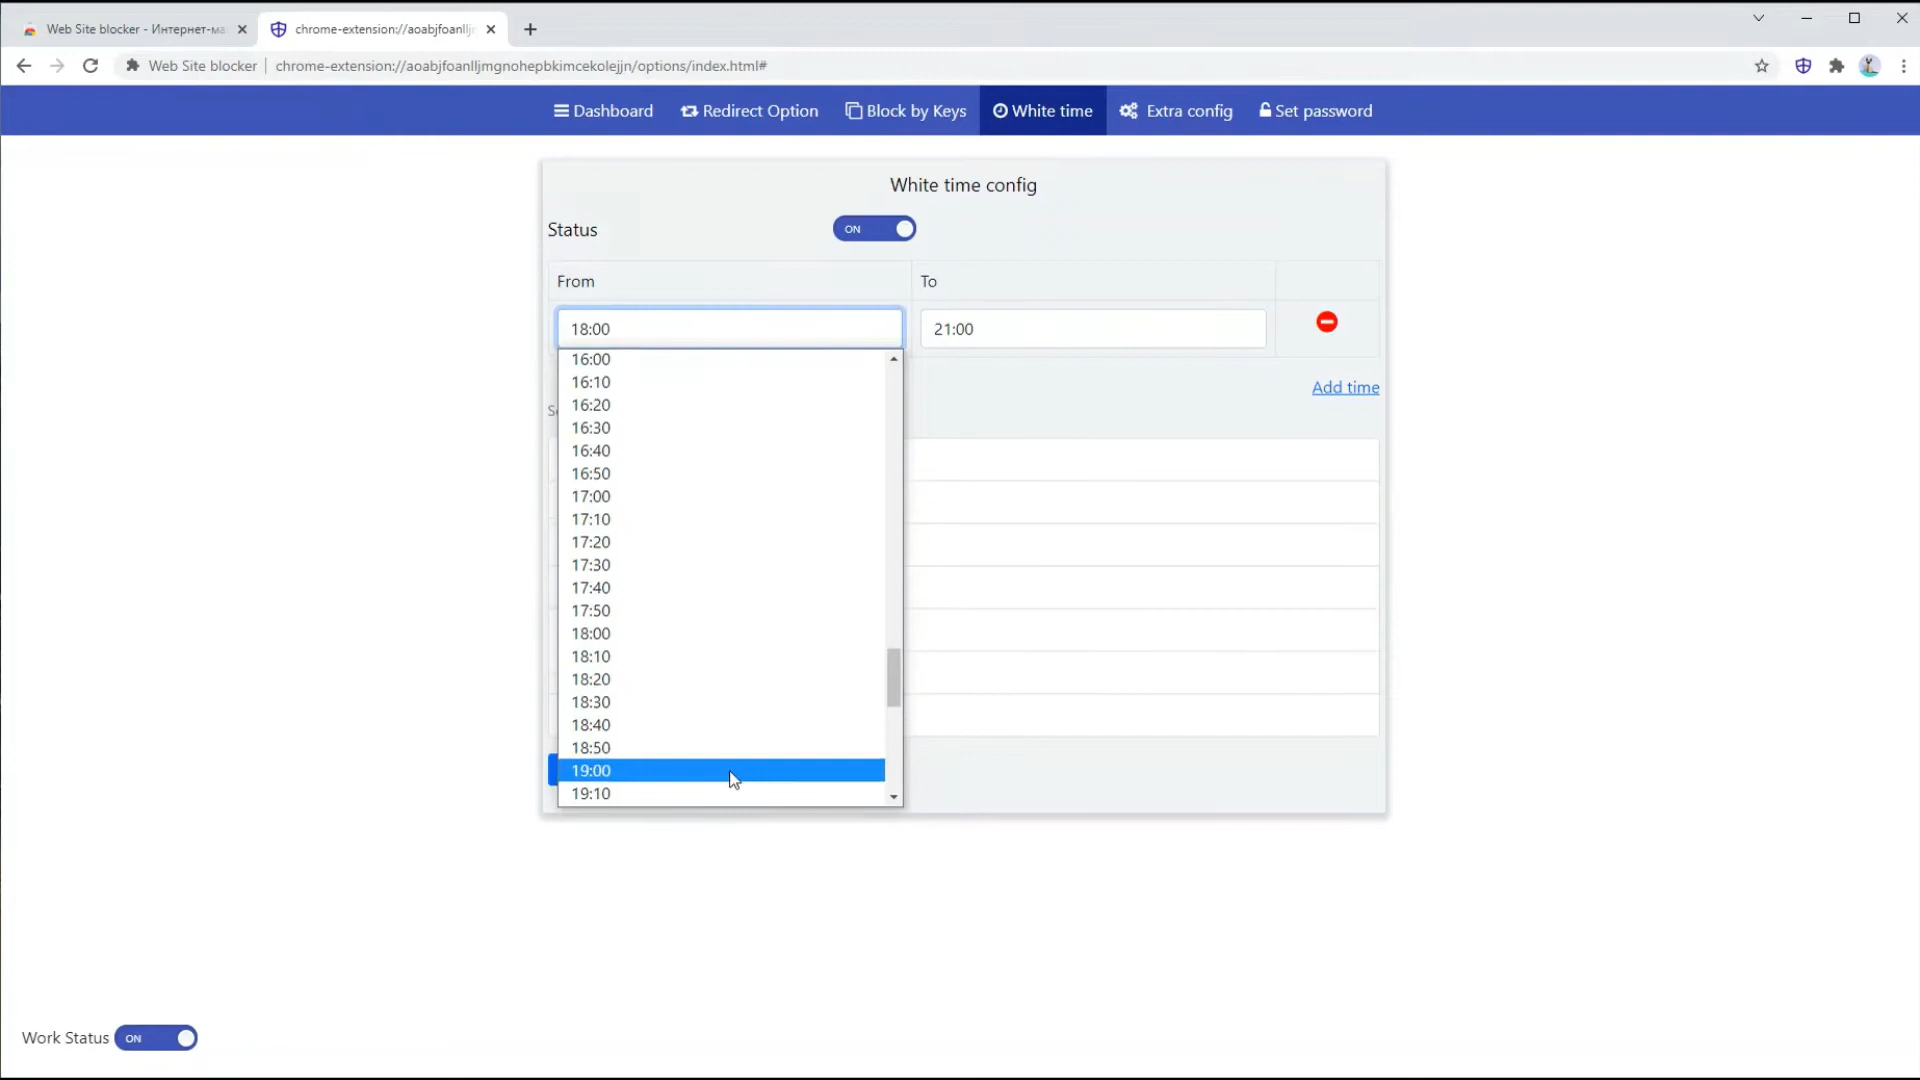 Web Site blocker - Интернет-ма
chrome-extension://aoabjfoanllj
Web Site blocker
chrome-extension://aoabjfoanlljmgnohepbkimcekolejjn/options/index.html#
Dashboard
Redirect Option
Block by Keys
White time
Extra config
Set password
White time config
Status
ON
From
To
18:00
21:00
16:00
16:10
16:20
16:30
16:40
16:50
17:00
17:10
17:20
17:30
17:40
17:50
18:00
18:10
18:20
18:30
18:40
18:50
19:00
19:10
Add time
Work Status
ON